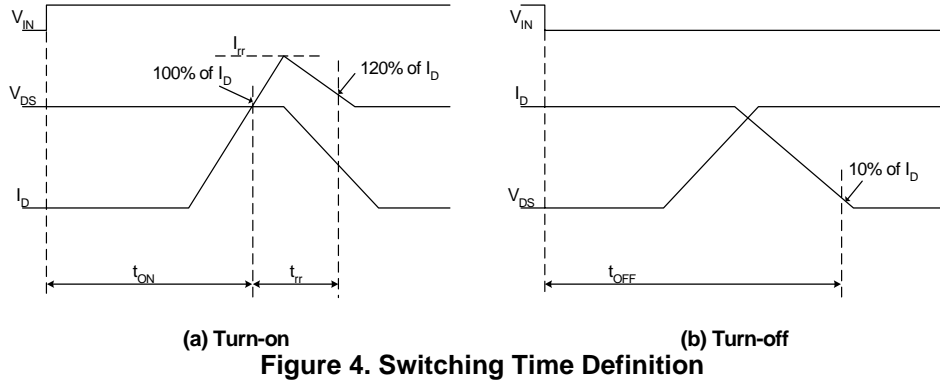 V_IN
I_rr
100% of I_D
120% of I_D
V_DS
I_D
t_ON
t_rr
(a) Turn-on
V_IN
I_D
10% of I_D
V_DS
t_OFF
(b) Turn-off
Figure 4. Switching Time Definition